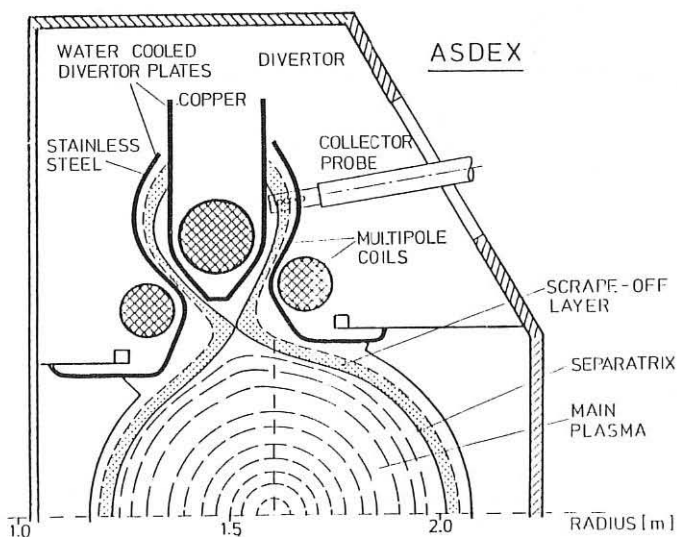 WATER COOLED
DIVERTOR PLATES
DIVERTOR
ASDEX
COPPER
STAINLESS
STEEL
COLLECTOR
PROBE
MULTIPOLE
COILS
SCRAPE-OFF
LAYER
SEPARATRIX
MAIN
PLASMA
1.0
1.5
2.0
RADIUS [m]